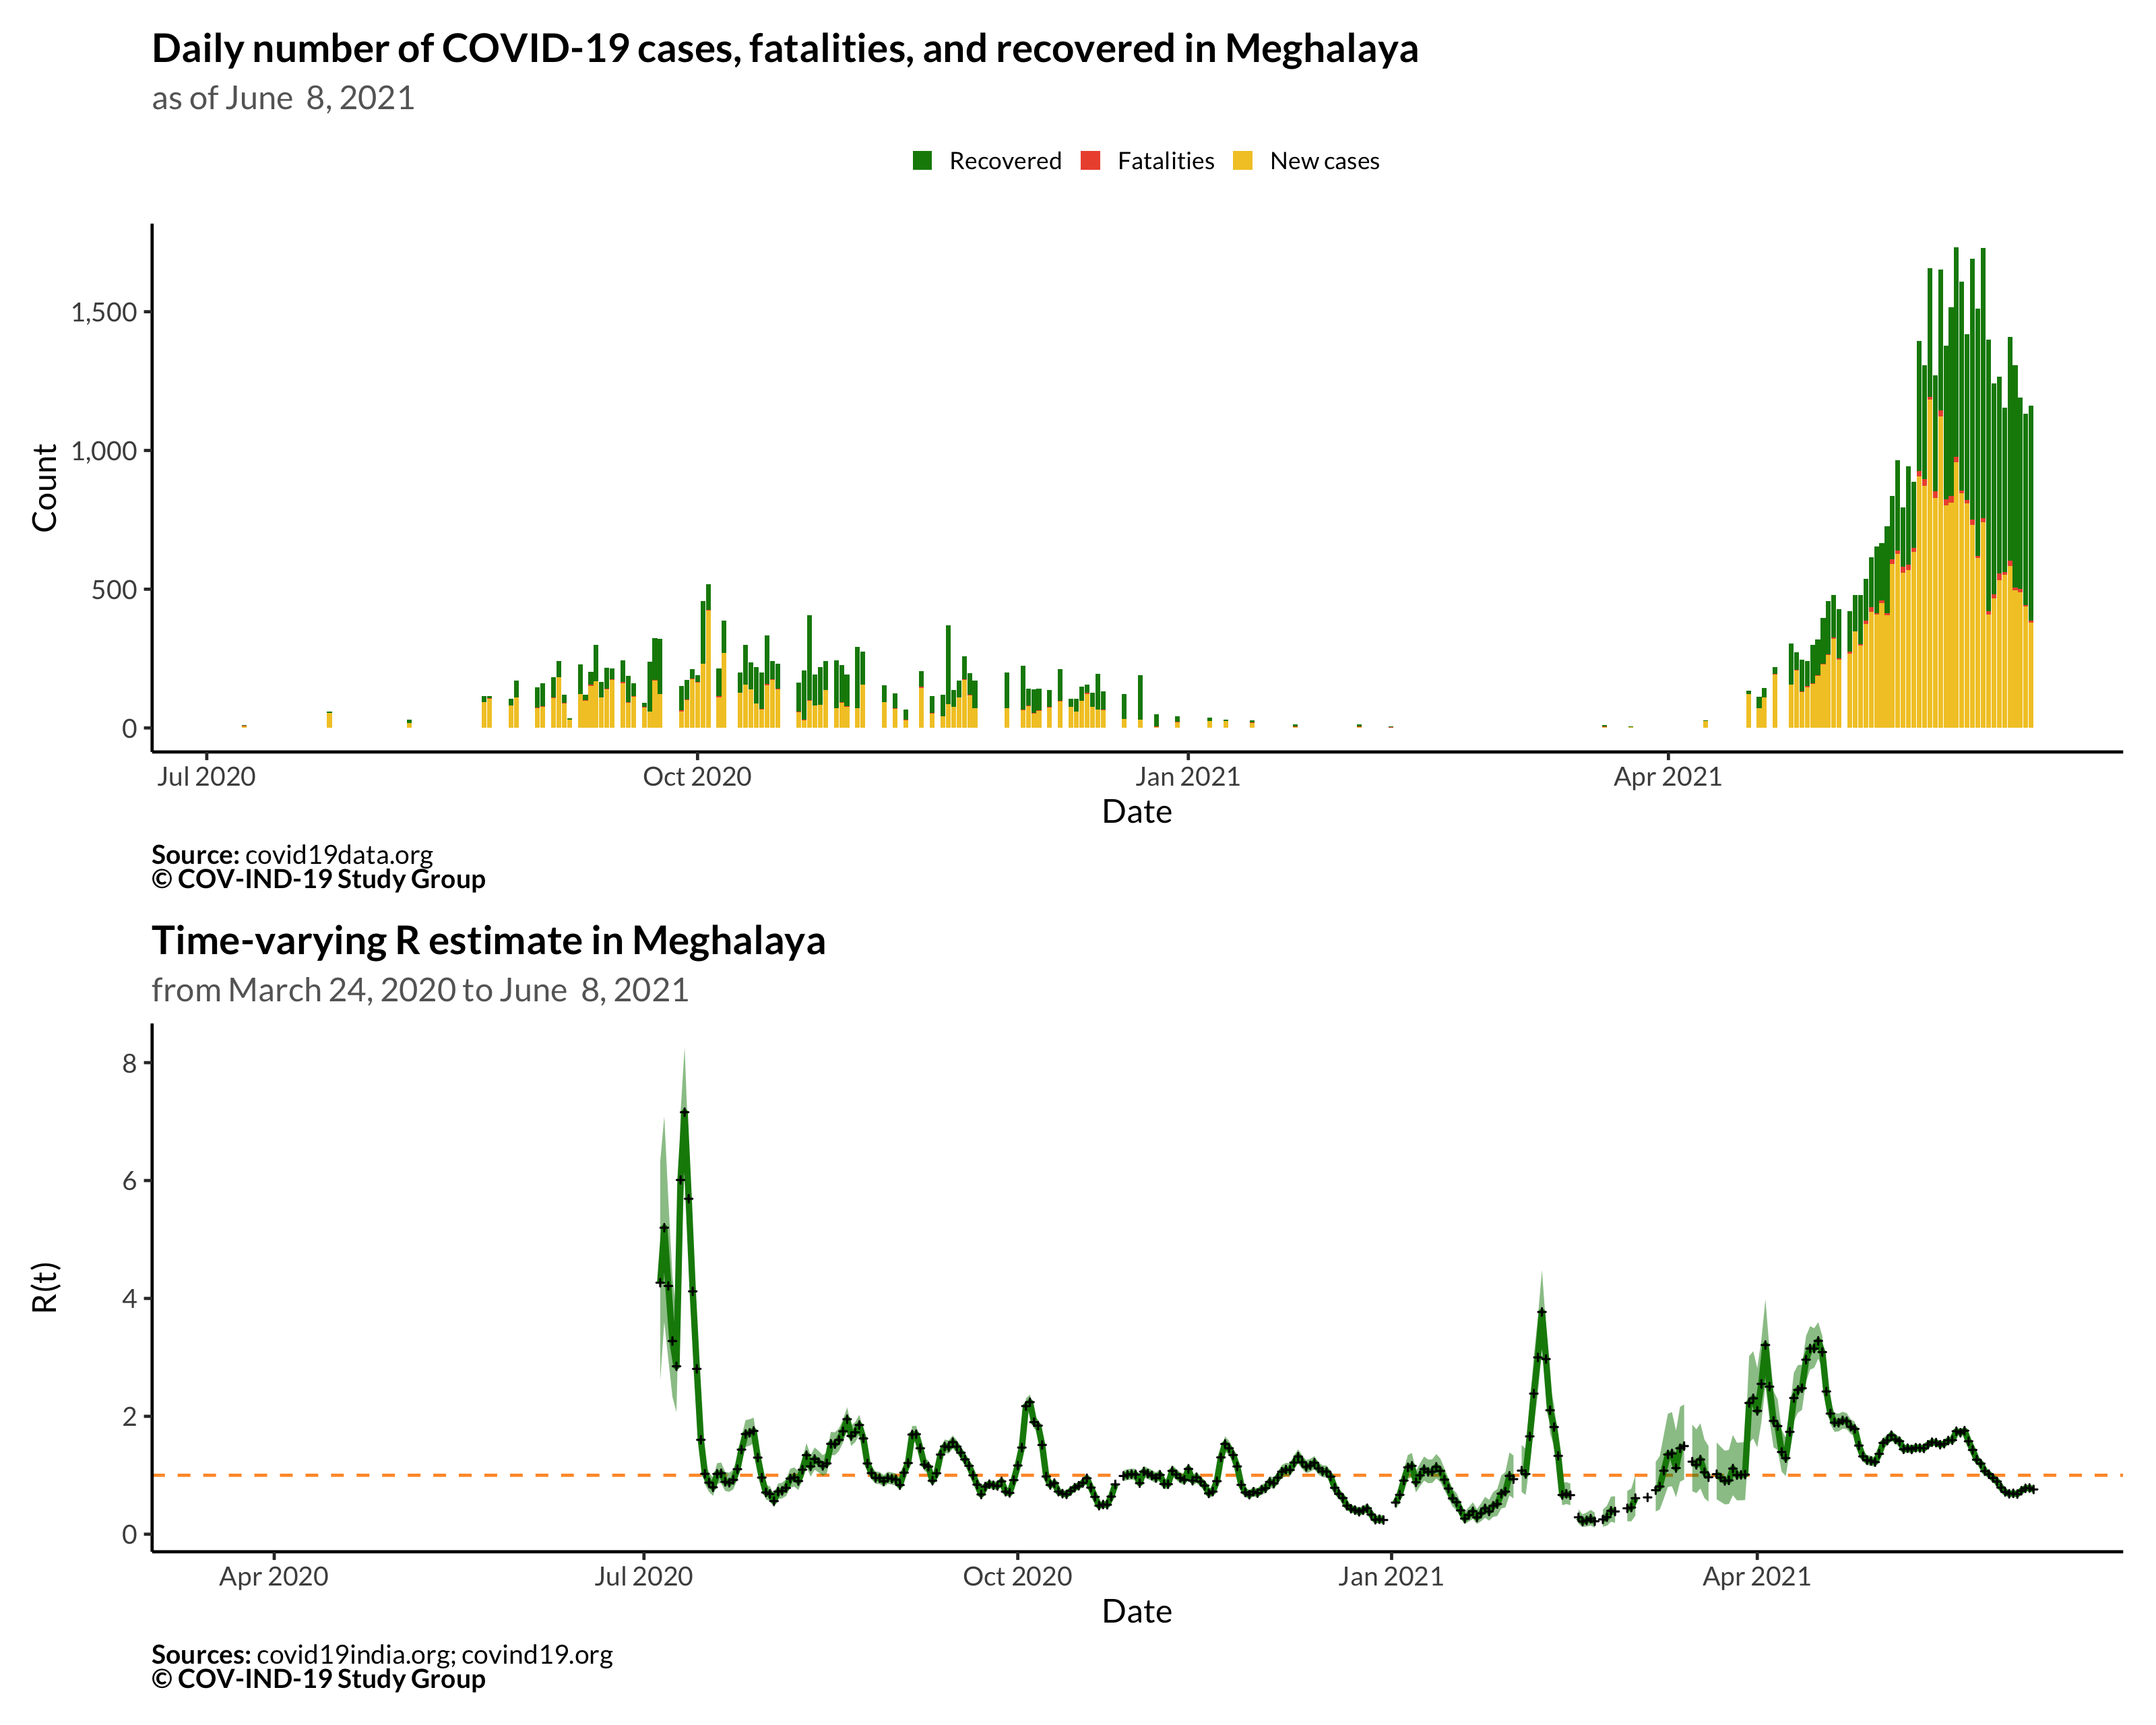 Daily number of COVID-19 cases, fatalities, and recovered in Meghalaya
as of June  8, 2021
Recovered Fatalities New cases
Count
1,500
1,000
500
0
Jul 2020 Oct 2020 Jan 2021 Apr 2021
Date
Source: covid19data.org
© COV-IND-19 Study Group
Time-varying R estimate in Meghalaya
from March 24, 2020 to June  8, 2021
R(t)
8
6
4
2
0
Apr 2020 Jul 2020 Oct 2020 Jan 2021 Apr 2021
Date
Sources: covid19india.org; covind19.org
© COV-IND-19 Study Group